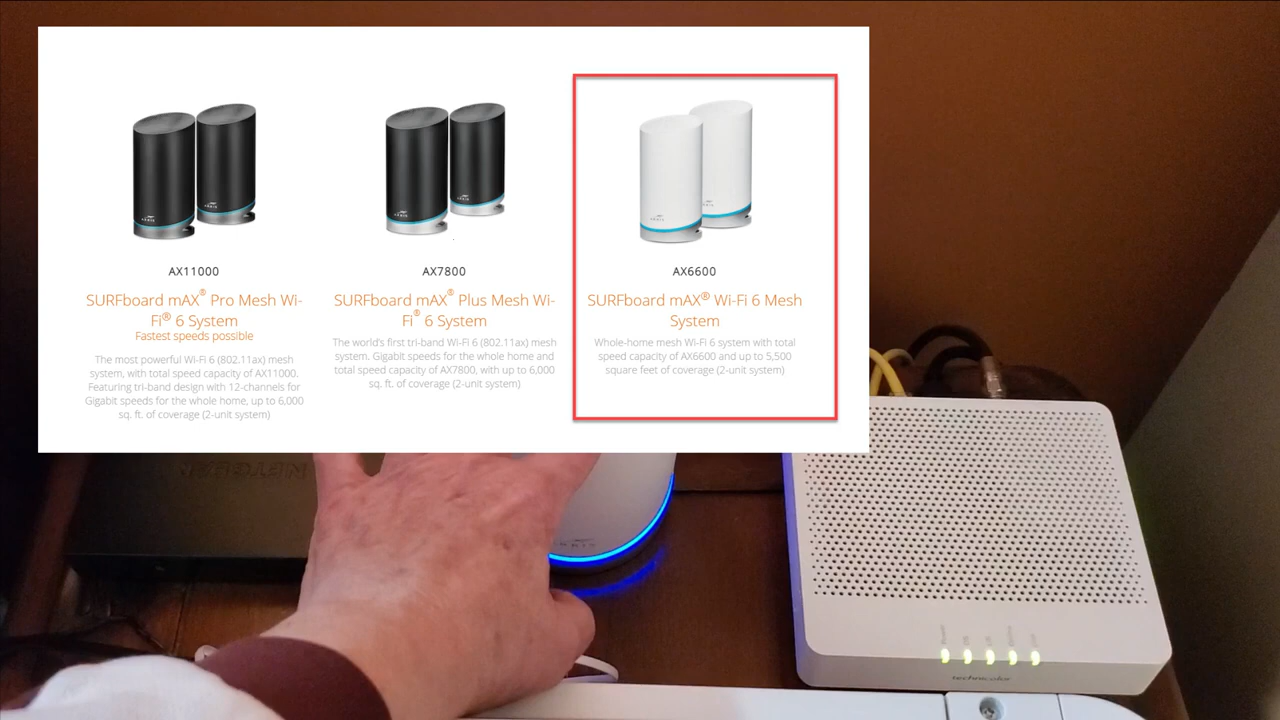 AX11000
SURFboard mAX® Pro Mesh Wi-
Fi® 6 System
Fastest speeds possible
The most powerful Wi-Fi 6 (802.11ax) mesh
system, with total speed capacity of AX11000.
Featuring tri-band design with 12-channels for
Gigabit speeds for the whole home, up to 6,000
sq. ft. of coverage (2-unit system)
AX7800
SURFboard mAX® Plus Mesh Wi-
Fi® 6 System
The world's first tri-band Wi-Fi 6 (802.11ax) mesh
system. Gigabit speeds for the whole home and
total speed capacity of AX7800, with up to 6,000
sq. ft. of coverage (2-unit system)
AX6600
SURFboard mAX® Wi-Fi 6 Mesh
System
Whole-home mesh Wi-Fi 6 system with total
speed capacity of AX6600 and up to 5,500
square feet of coverage (2-unit system)
NETGEAR
ARRIS
Power
US
DS
Online
technicolor